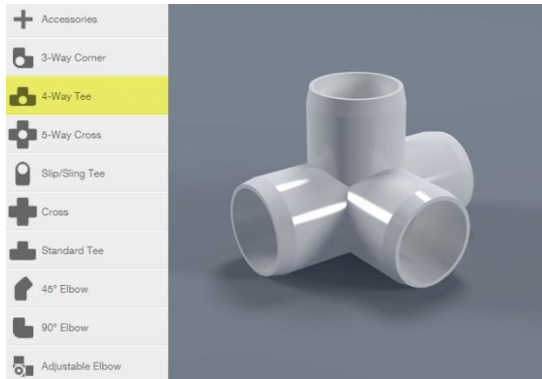 Accessories
3-Way Corner
4-Way Tee
5-Way Cross
Slip/Sling Tee
Cross
Standard Tee
45° Elbow
90° Elbow
Adjustable Elbow